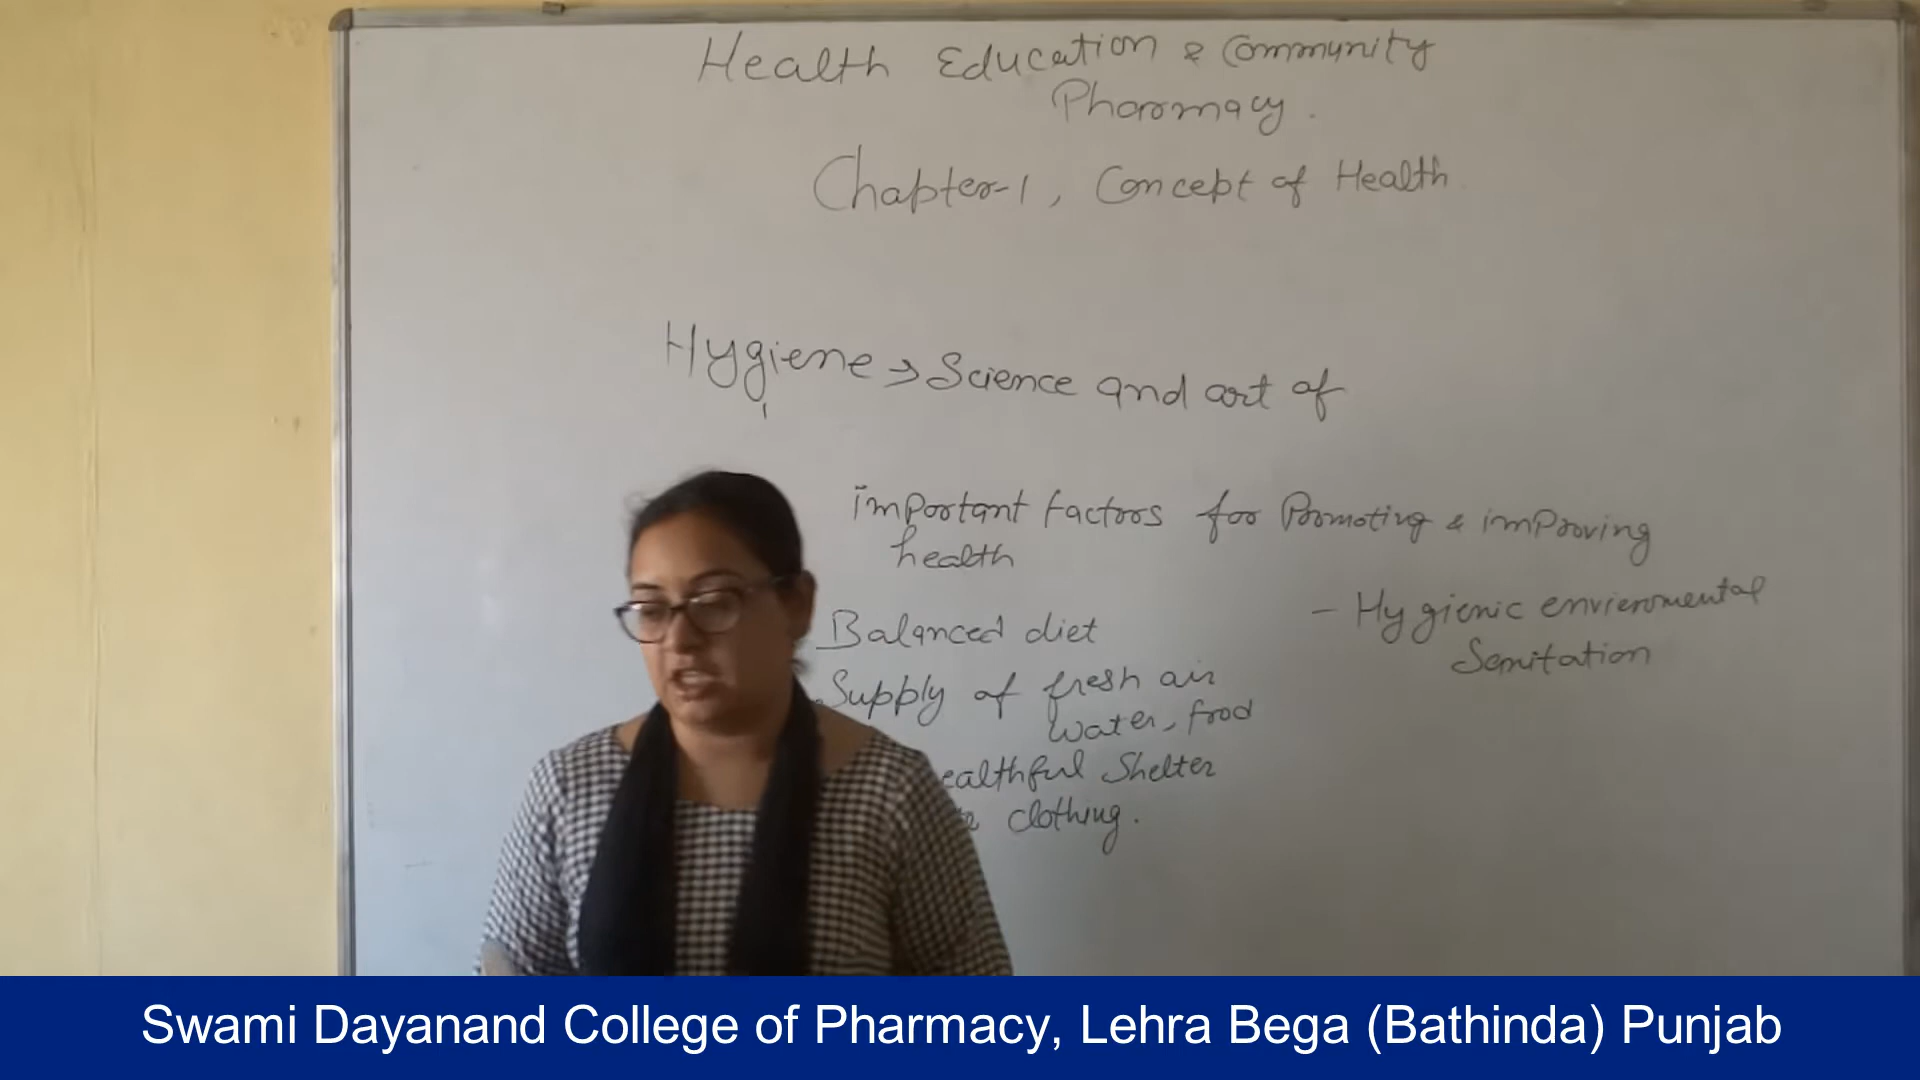 Health Education & Community
Pharmacy.
Chapter-1, Concept of Health
Hygiene → Science and art of
important factors for Promoting & improving
health
Balanced diet
- Hygienic envieromental
Sanitation
Supply of fresh air
Water, food
ealthful Shelter
clothing.
Swami Dayanand College of Pharmacy, Lehra Bega (Bathinda) Punjab